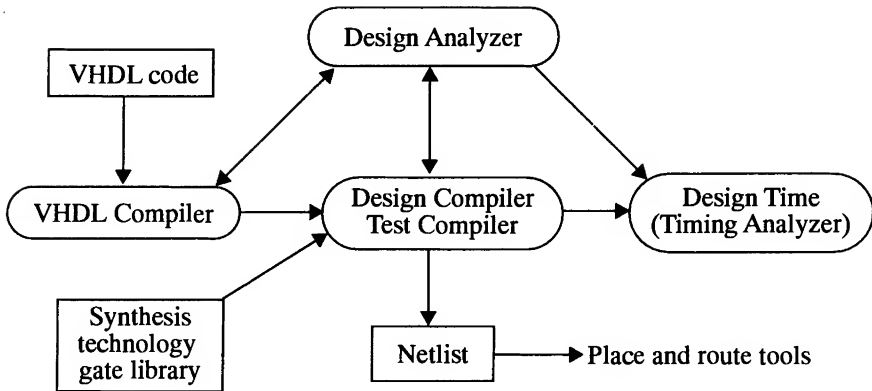 Design Analyzer
VHDL code
VHDL Compiler
Design Compiler
Test Compiler
Design Time
(Timing Analyzer)
Synthesis
technology
gate library
Netlist
Place and route tools